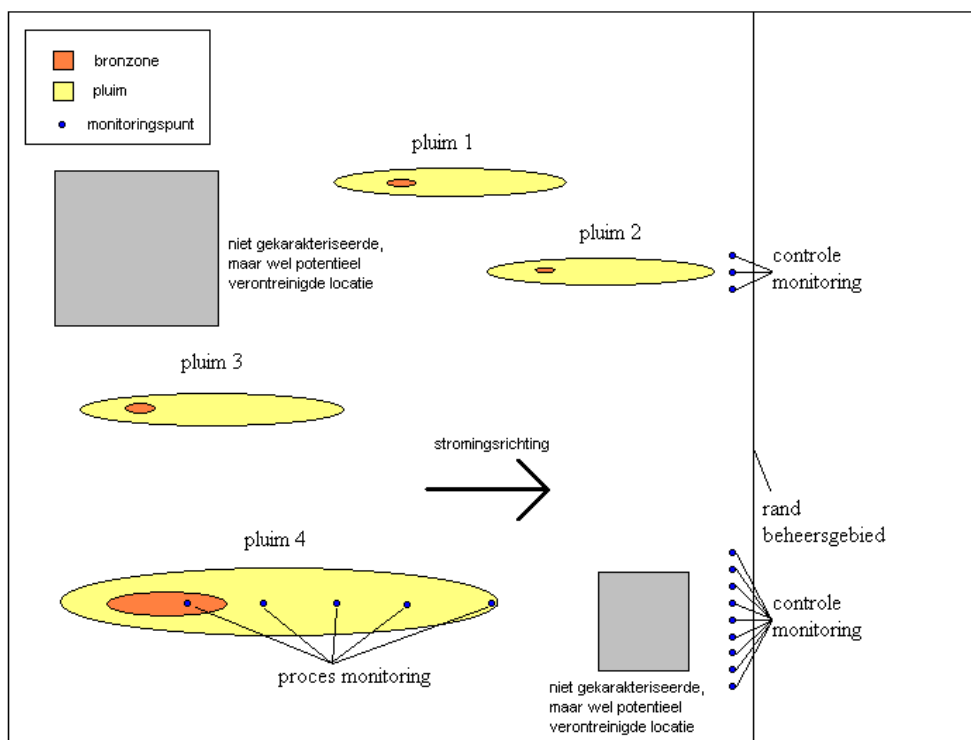 bronzone
pluim
monitoringspunt
pluim 1
niet gekarakteriseerde,
maar wel potentieel
verontreinigde locatie
pluim 2
controle
monitoring
pluim 3
stromingsrichting
rand
beheersgebied
pluim 4
proces monitoring
controle
monitoring
niet gekarakteriseerde,
maar wel potentieel
verontreinigde locatie